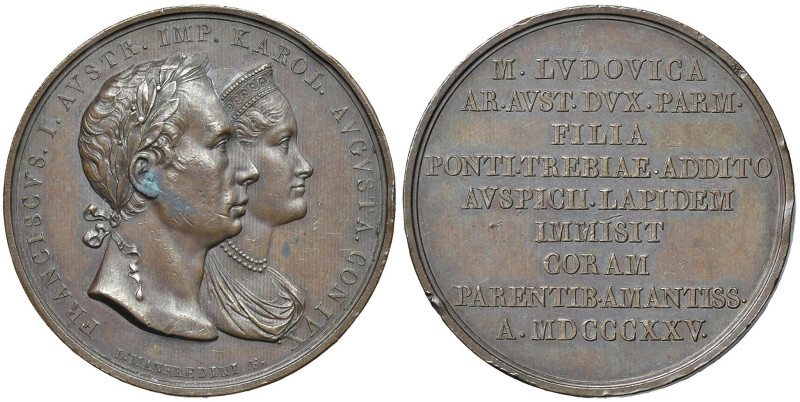 FRANCISCVS. I. AVSTR. IMP. KAROL. AVGVSTA. CONIVX
L. MANFREDINI F.
M. LVDOVICA
AR. AVST. DVX. PARM.
FILIA
PONTI. TREBIAE. ADDITO
AVSPICII. LAPIDEM
IMMISIT
CORAM
PARENTIB. AMANTISS.
A. MDCCCXXV.